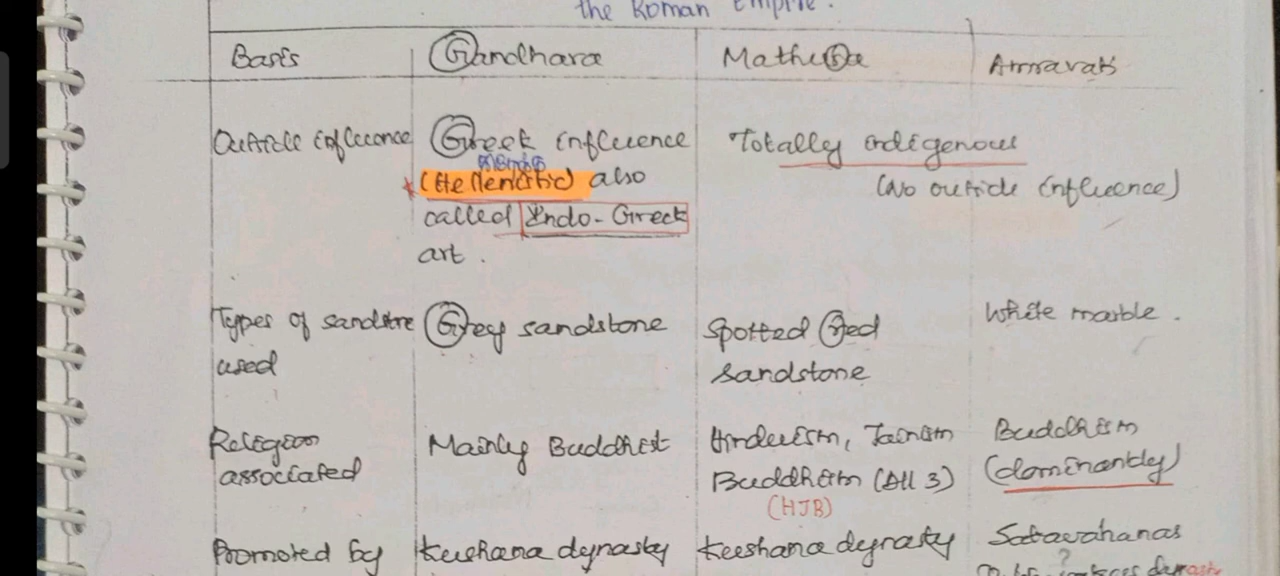 the Roman Empire.
Basis Gandhara Mathura Amravati
Outside influence Greek influence Totally indigenous
(Hellenistic) also (No outside influence)
called Indo-Greek
art.
Types of sandstone Grey sandstone Spotted Red White marble.
used sandstone
Religion Mainly Buddhist Hinduism, Jainism Buddhism
associated Buddhism (All 3) (dominantly)
(HJB)
Promoted by Kushana dynasty Kushana dynasty Satavahanas
?